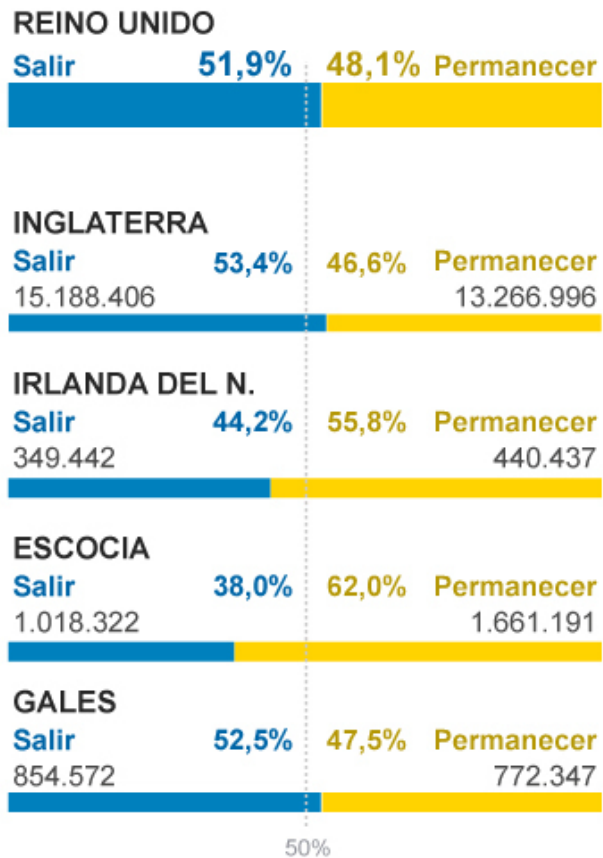 REINO UNIDO
Salir 51,9% 48,1% Permanecer
INGLATERRA
Salir 53,4% 46,6% Permanecer
15.188.406 13.266.996
IRLANDA DEL N.
Salir 44,2% 55,8% Permanecer
349.442 440.437
ESCOCIA
Salir 38,0% 62,0% Permanecer
1.018.322 1.661.191
GALES
Salir 52,5% 47,5% Permanecer
854.572 772.347
50%